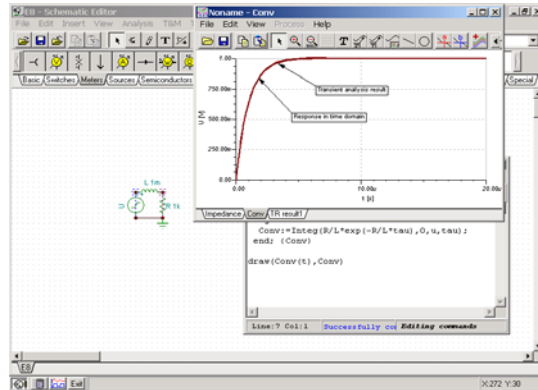 E8 - Schematic Editor
File Edit Insert View Analysis T&M
Basic Switches Meters Sources Semiconductors
Special
Noname - Conv
File Edit View Process Help
1.00
Transient analysis result
750.00m
Response in time domain
U [V]
500.00m
250.00m
0.00
0.00
10.00u
20.00u
t [s]
Impedance Conv TR result1
L 1m
U
R 1k
Conv:=Integ(R/L*exp(-R/L*tau),0,u,tau);
end; {Conv}
draw(Conv(t),Conv)
Line:7 Col:1 Successfully co Editing commands
E8
Exit
X:272 Y:30